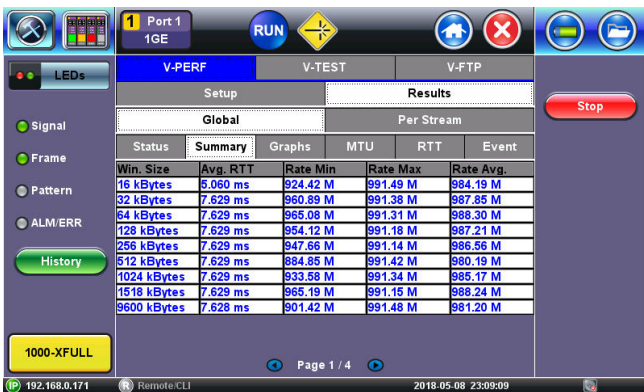 1 Port 1
1GE
RUN
LEDs
V-PERF V-TEST V-FTP
Setup Results
Stop
Global Per Stream
Signal
Status Summary Graphs MTU RTT Event
Frame
Win. Size Avg. RTT Rate Min Rate Max Rate Avg.
16 kBytes 5.060 ms 924.42 M 991.49 M 984.19 M
32 kBytes 7.629 ms 960.89 M 991.38 M 987.85 M
Pattern
64 kBytes 7.629 ms 965.08 M 991.31 M 988.30 M
128 kBytes 7.629 ms 954.12 M 991.18 M 987.21 M
ALM/ERR
256 kBytes 7.629 ms 947.66 M 991.14 M 986.56 M
History
512 kBytes 7.629 ms 884.85 M 991.42 M 980.19 M
1024 kBytes 7.629 ms 933.58 M 991.34 M 985.17 M
1518 kBytes 7.629 ms 965.19 M 991.15 M 988.24 M
9600 kBytes 7.628 ms 901.42 M 991.48 M 981.20 M
1000-XFULL
Page 1 / 4
IP 192.168.0.171 R Remote/CLI 2018-05-08 23:09:09